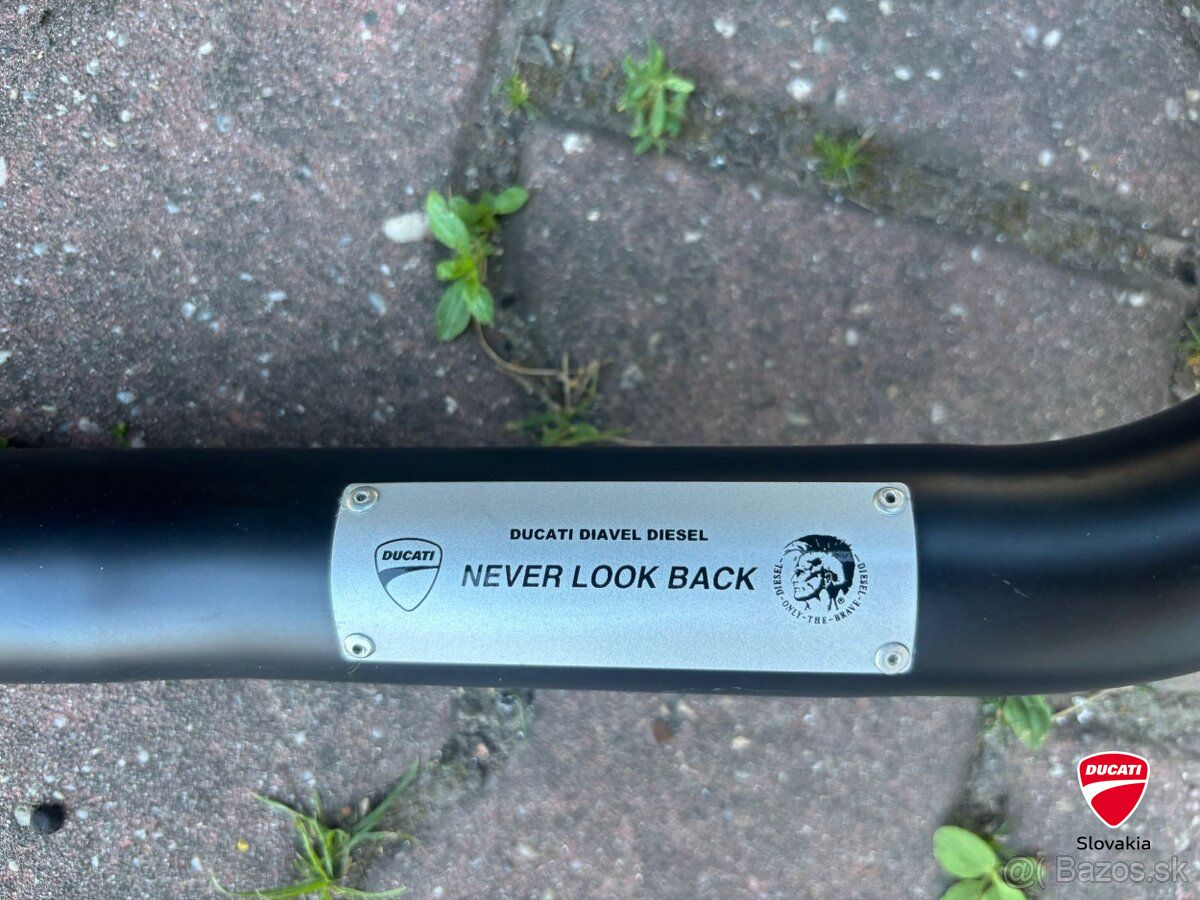 DUCATI DIAVEL DIESEL
DUCATI
NEVER LOOK BACK
DIESEL-ONLY-THE-BRAVE-DIESEL
®
DUCATI
Slovakia
@( Bazos.sk